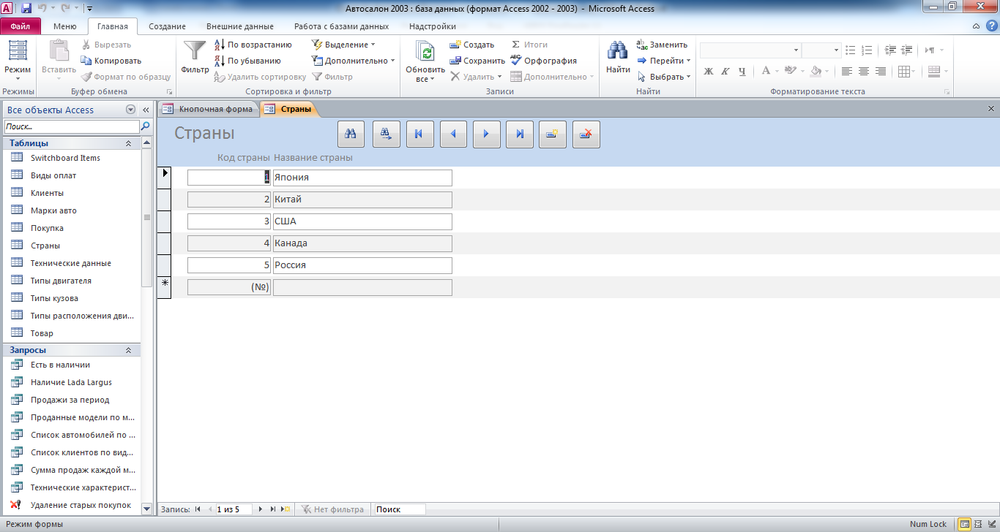 Автосалон 2003 : база данных (формат Access 2002 - 2003) - Microsoft Access
Файл Меню Главная Создание Внешние данные Работа с базами данных Надстройки
Режим
Режимы
Вставить
Вырезать
Копировать
Формат по образцу
Буфер обмена
Фильтр
По возрастанию
По убыванию
Удалить сортировку
Выделение
Дополнительно
Фильтр
Сортировка и фильтр
Обновить все
Создать
Сохранить
Удалить
Итоги
Орфография
Дополнительно
Записи
Найти
Заменить
Перейти
Выбрать
Найти
Ж К Ч А
Форматирование текста
Все объекты Access
Поиск...
Таблицы
Switchboard Items
Виды оплат
Клиенты
Марки авто
Покупка
Страны
Технические данные
Типы двигателя
Типы кузова
Типы расположения дви...
Товар
Запросы
Есть в наличии
Наличие Lada Largus
Продажи за период
Проданные модели по м...
Список автомобилей по ...
Список клиентов по вид...
Сумма продаж каждой м...
Технические характерист...
Удаление старых покупок
Кнопочная форма Страны
Страны
Код страны Название страны
1 Япония
2 Китай
3 США
4 Канада
5 Россия
(№)
Запись: 1 из 5 Нет фильтра Поиск
Режим формы Num Lock